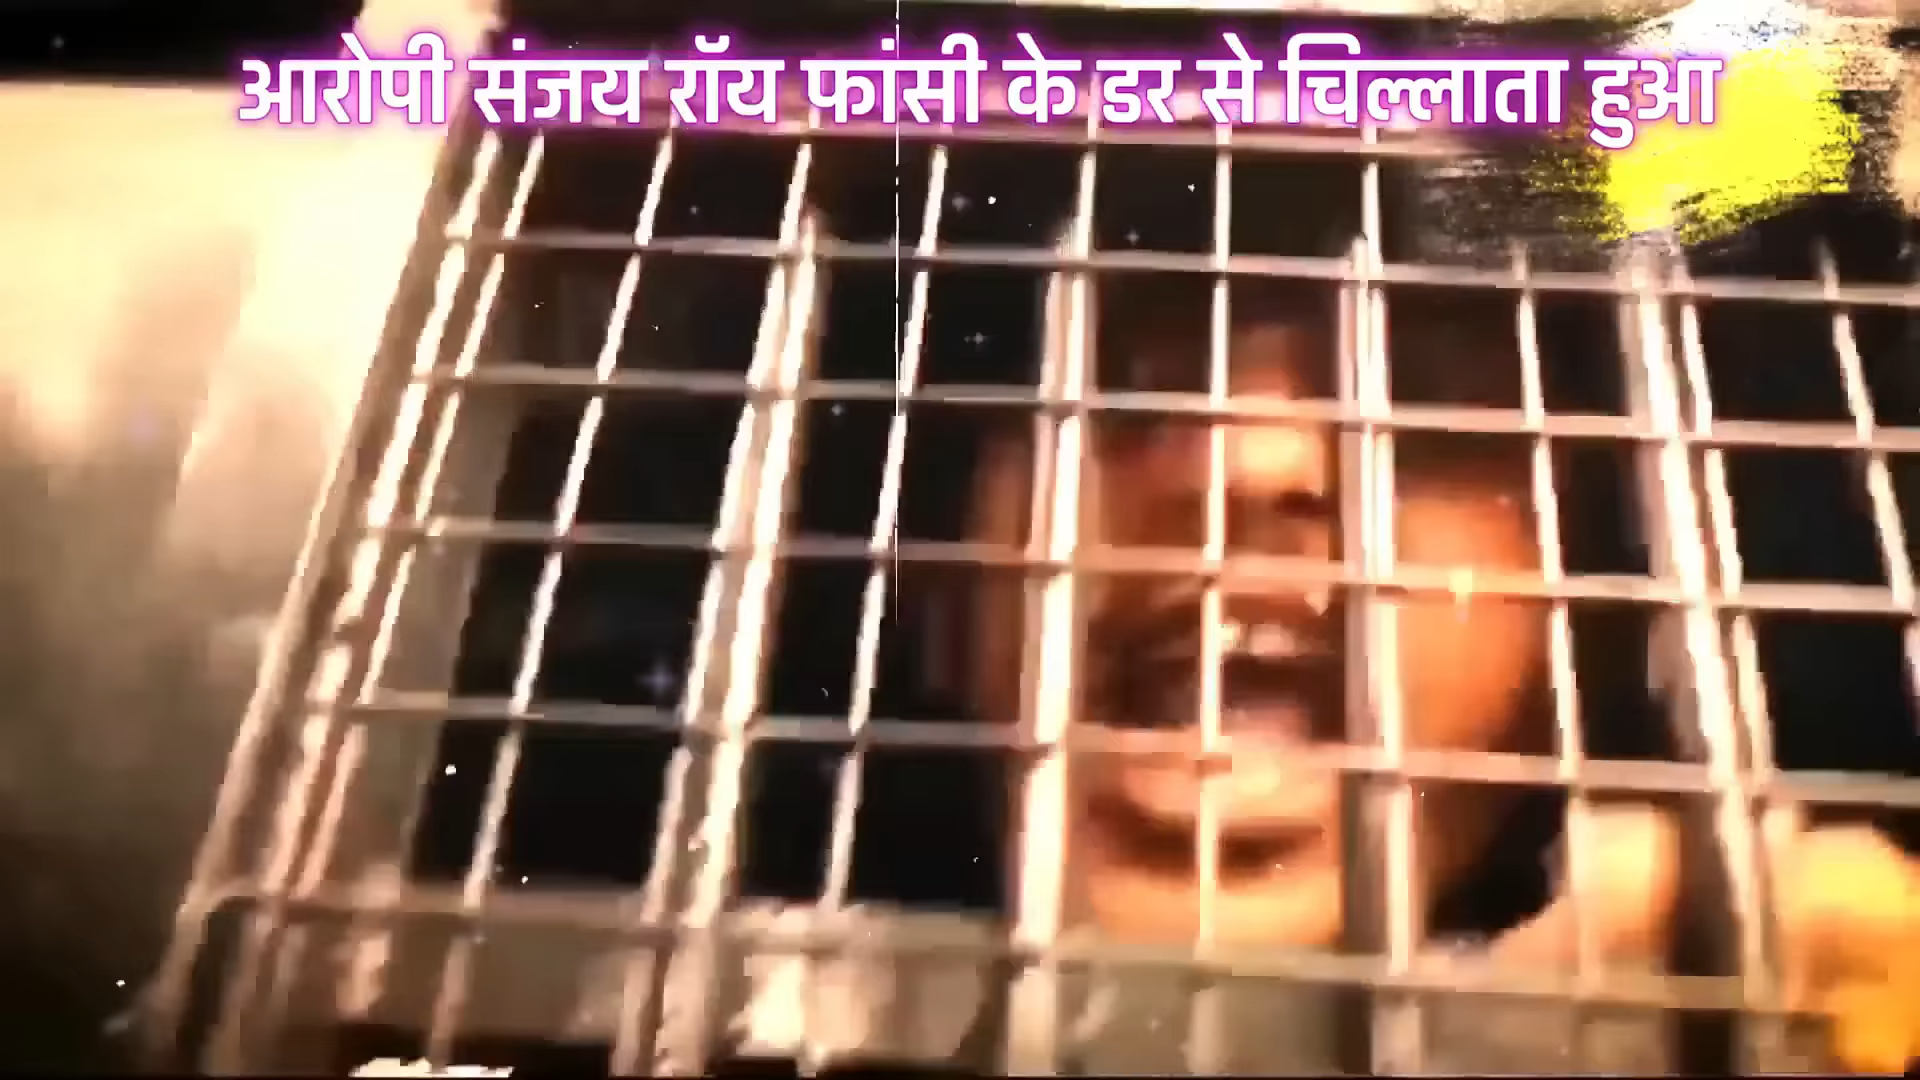 आरोपी संजय रॉय फांसी के डर से चिल्लाता हुआ